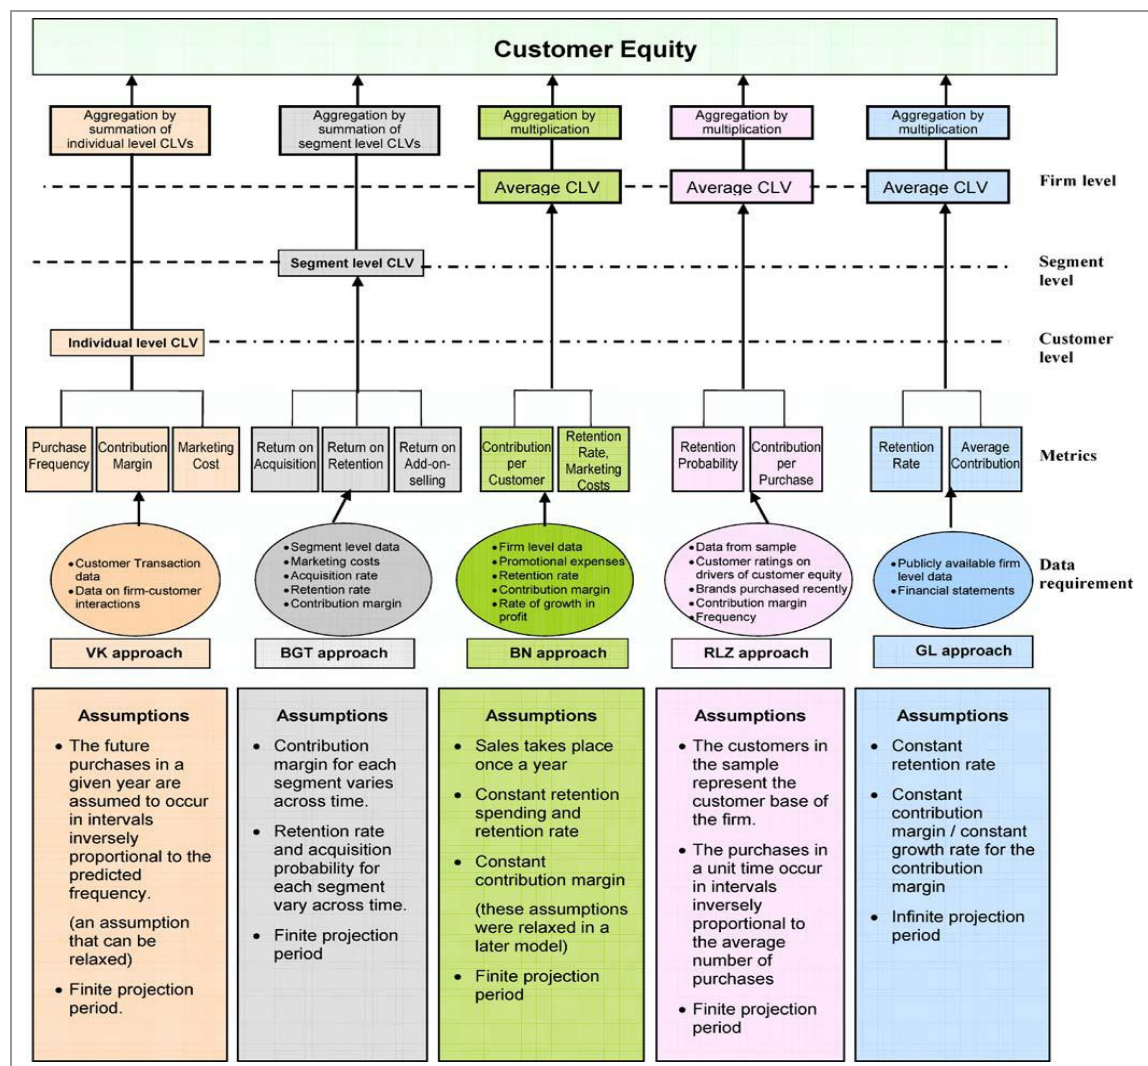 Customer Equity
Aggregation by
summation of
individual level CLVs
Aggregation by
summation of
segment level CLVs
Aggregation by
multiplication
Aggregation by
multiplication
Aggregation by
multiplication
Average CLV
Average CLV
Average CLV
Firm level
Segment level CLV
Segment
level
Individual level CLV
Customer
level
Purchase
Frequency
Contribution
Margin
Marketing
Cost
Return on
Acquisition
Return on
Retention
Return on
Add-on-
selling
Contribution
per
Customer
Retention
Rate,
Marketing
Costs
Retention
Probability
Contribution
per
Purchase
Retention
Rate
Average
Contribution
Metrics
•Customer Transaction
data
•Data on firm-customer
interactions
•Segment level data
•Marketing costs
•Acquisition rate
•Retention rate
•Contribution margin
•Firm level data
•Promotional expenses
•Retention rate
•Contribution margin
•Rate of growth in
profit
•Data from sample
•Customer ratings on
drivers of customer equity
•Brands purchased recently
•Contribution margin
•Frequency
•Publicly available firm
level data
•Financial statements
Data
requirement
VK approach
BGT approach
BN approach
RLZ approach
GL approach
Assumptions
• The future
purchases in a
given year are
assumed to occur
in intervals
inversely
proportional to the
predicted
frequency.
(an assumption
that can be
relaxed)
• Finite projection
period.
Assumptions
• Contribution
margin for each
segment varies
across time.
• Retention rate
and acquisition
probability for
each segment
vary across time.
• Finite projection
period
Assumptions
• Sales takes place
once a year
• Constant retention
spending and
retention rate
• Constant
contribution margin
(these assumptions
were relaxed in a
later model)
• Finite projection
period
Assumptions
• The customers in
the sample
represent the
customer base of
the firm.
• The purchases in
a unit time occur
in intervals
inversely
proportional to
the average
number of
purchases
• Finite projection
period
Assumptions
• Constant
retention rate
• Constant
contribution
margin / constant
growth rate for the
contribution
margin
• Infinite projection
period